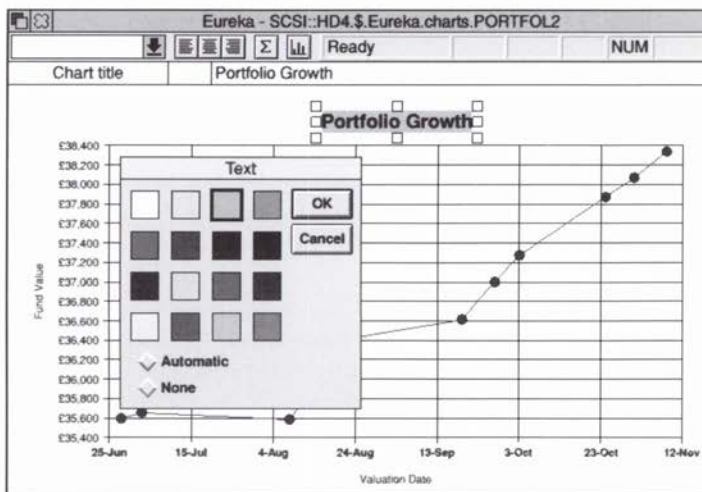 Eureka - SCSI::HD4.$.Eureka.charts.PORTFOL2
Σ Ready NUM
Chart title Portfolio Growth
Portfolio Growth
£38,400
£38,200
£38,000
£37,800
£37,600
£37,400
£37,200
£37,000
£36,800
£36,600
£36,400
£36,200
£36,000
£35,800
£35,600
£35,400
Fund Value
Text
OK
Cancel
Automatic
None
25-Jun 15-Jul 4-Aug 24-Aug 13-Sep 3-Oct 23-Oct 12-Nov
Valuation Date